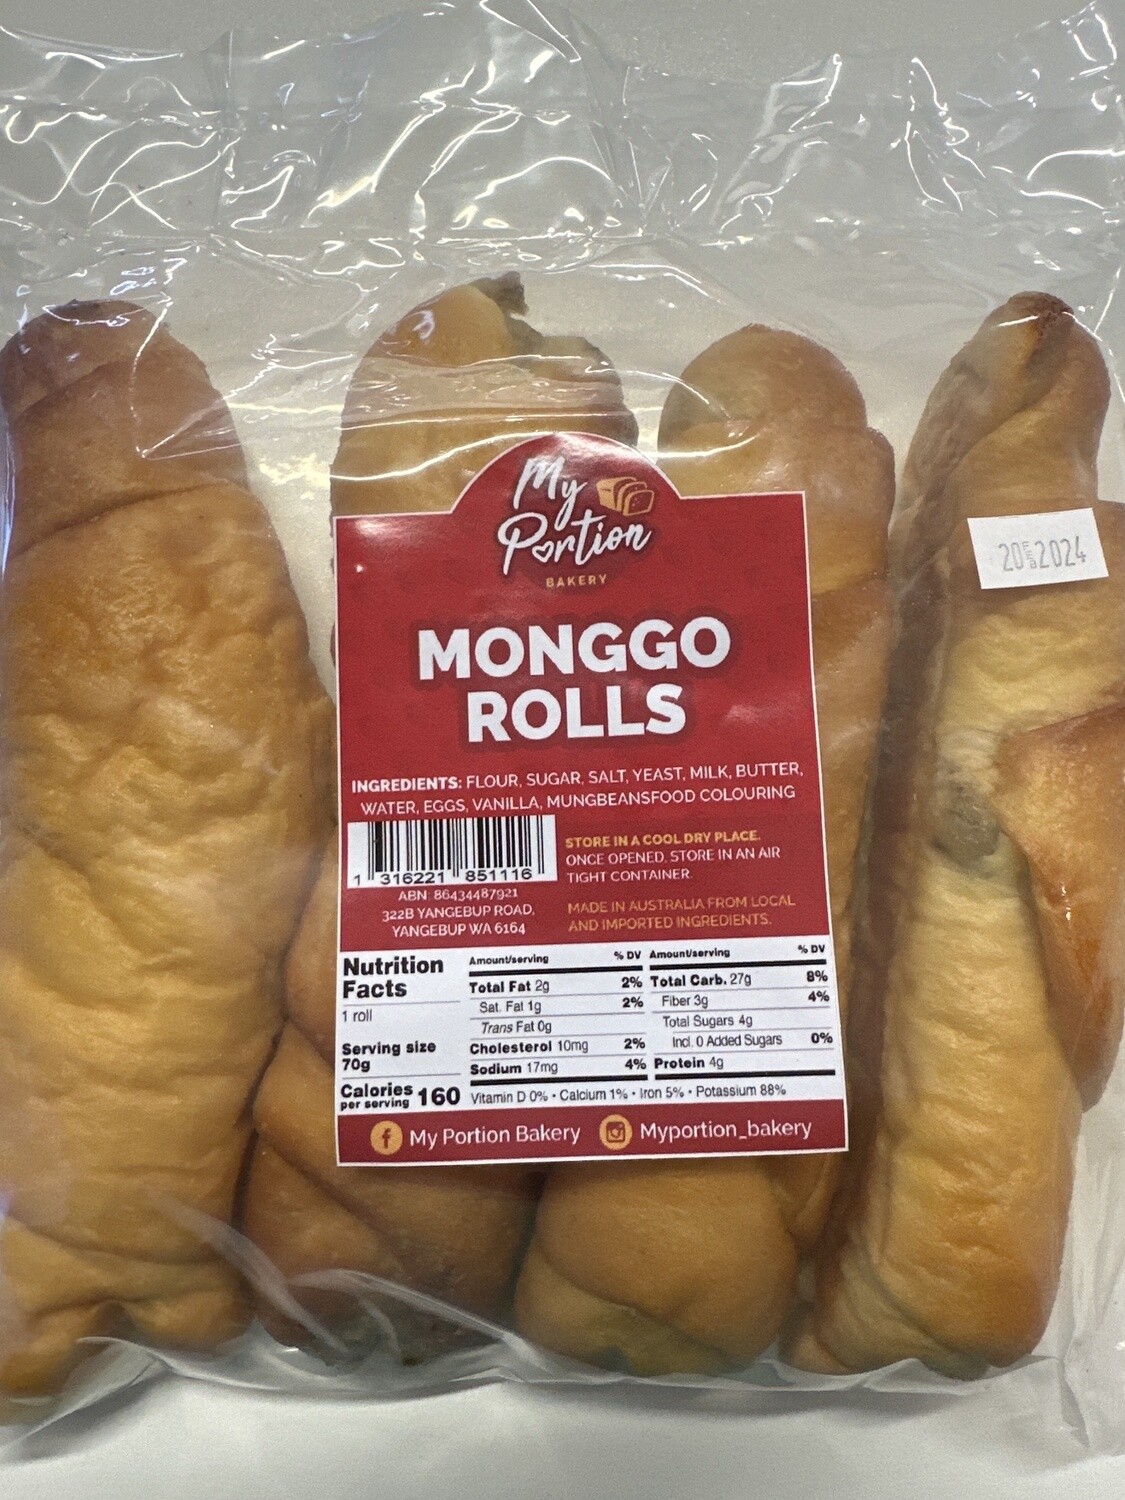 My
Portion
BAKERY
MONGGO
ROLLS
INGREDIENTS: FLOUR, SUGAR, SALT, YEAST, MILK, BUTTER,
WATER, EGGS, VANILLA, MUNGBEANSFOOD COLOURING
1 316221 851116
ABN: 86434487921
322B YANGEBUP ROAD,
YANGEBUP WA 6164
STORE IN A COOL DRY PLACE.
ONCE OPENED, STORE IN AN AIR
TIGHT CONTAINER.
MADE IN AUSTRALIA FROM LOCAL
AND IMPORTED INGREDIENTS.
Nutrition
Facts
1 roll
Serving size
70g
Calories
per serving 160
Amount/serving % DV
Total Fat 2g 2%
Sat. Fat 1g 2%
Trans Fat 0g
Cholesterol 10mg 2%
Sodium 17mg 4%
Amount/serving % DV
Total Carb. 27g 8%
Fiber 3g 4%
Total Sugars 4g
Incl. 0 Added Sugars 0%
Protein 4g
Vitamin D 0% • Calcium 1% • Iron 5% • Potassium 88%
My Portion Bakery
Myportion_bakery
20 2024